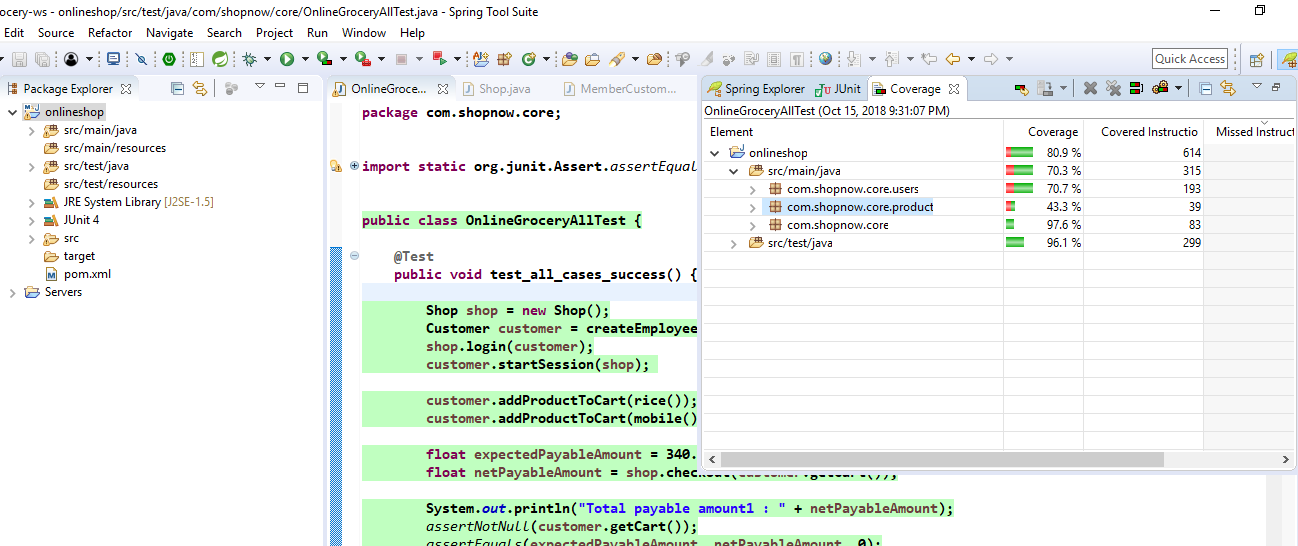 ocery-ws - onlineshop/src/test/java/com/shopnow/core/OnlineGroceryAllTest.java - Spring Tool Suite
Edit Source Refactor Navigate Search Project Run Window Help
Quick Access
Package Explorer
onlineshop
src/main/java
src/main/resources
src/test/java
src/test/resources
JRE System Library [J2SE-1.5]
JUnit 4
src
target
pom.xml
Servers
OnlineGroce... Shop.java MemberCustom...
package com.shopnow.core;
import static org.junit.Assert.assertEqual
public class OnlineGroceryAllTest {
@Test
public void test_all_cases_success() {
Shop shop = new Shop();
Customer customer = createEmployee
shop.login(customer);
customer.startSession(shop);
customer.addProductToCart(rice());
customer.addProductToCart(mobile()
float expectedPayableAmount = 340.
float netPayableAmount = shop.checkout(customer.getCart());
System.out.println("Total payable amount1 : " + netPayableAmount);
assertNotNull(customer.getCart());
assertEquals(expectedPayableAmount, netPayableAmount, 0);
Spring Explorer JUnit Coverage
OnlineGroceryAllTest (Oct 15, 2018 9:31:07 PM)
Element Coverage Covered Instructio Missed Instruct
onlineshop 80.9 % 614
src/main/java 70.3 % 315
com.shopnow.core.users 70.7 % 193
com.shopnow.core.product 43.3 % 39
com.shopnow.core 97.6 % 83
src/test/java 96.1 % 299